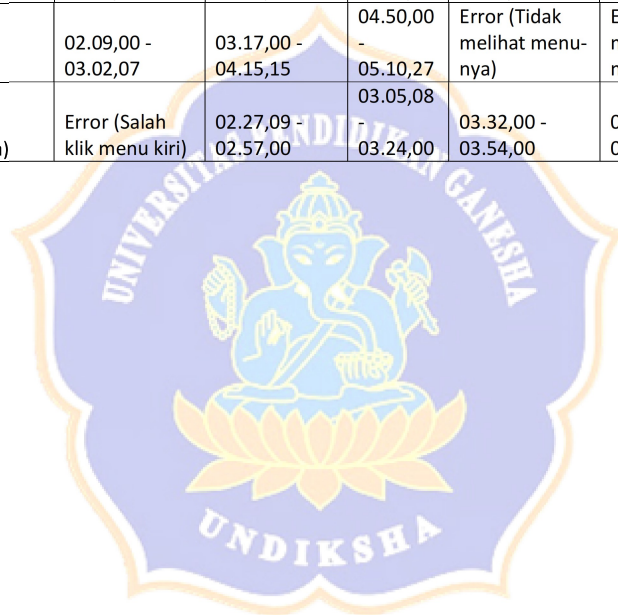 02.09,00 -
03.02,07
03.17,00 -
04.15,15
04.50,00
-
05.10,27
Error (Tidak
melihat menu-
nya)
Error (Salah
klik menu kiri)
02.27,09 -
02.57,00
03.05,08
-
03.24,00
03.32,00 -
03.54,00
UNIVERSITAS PENDIDIKAN GANESHA
UNDIKSHA